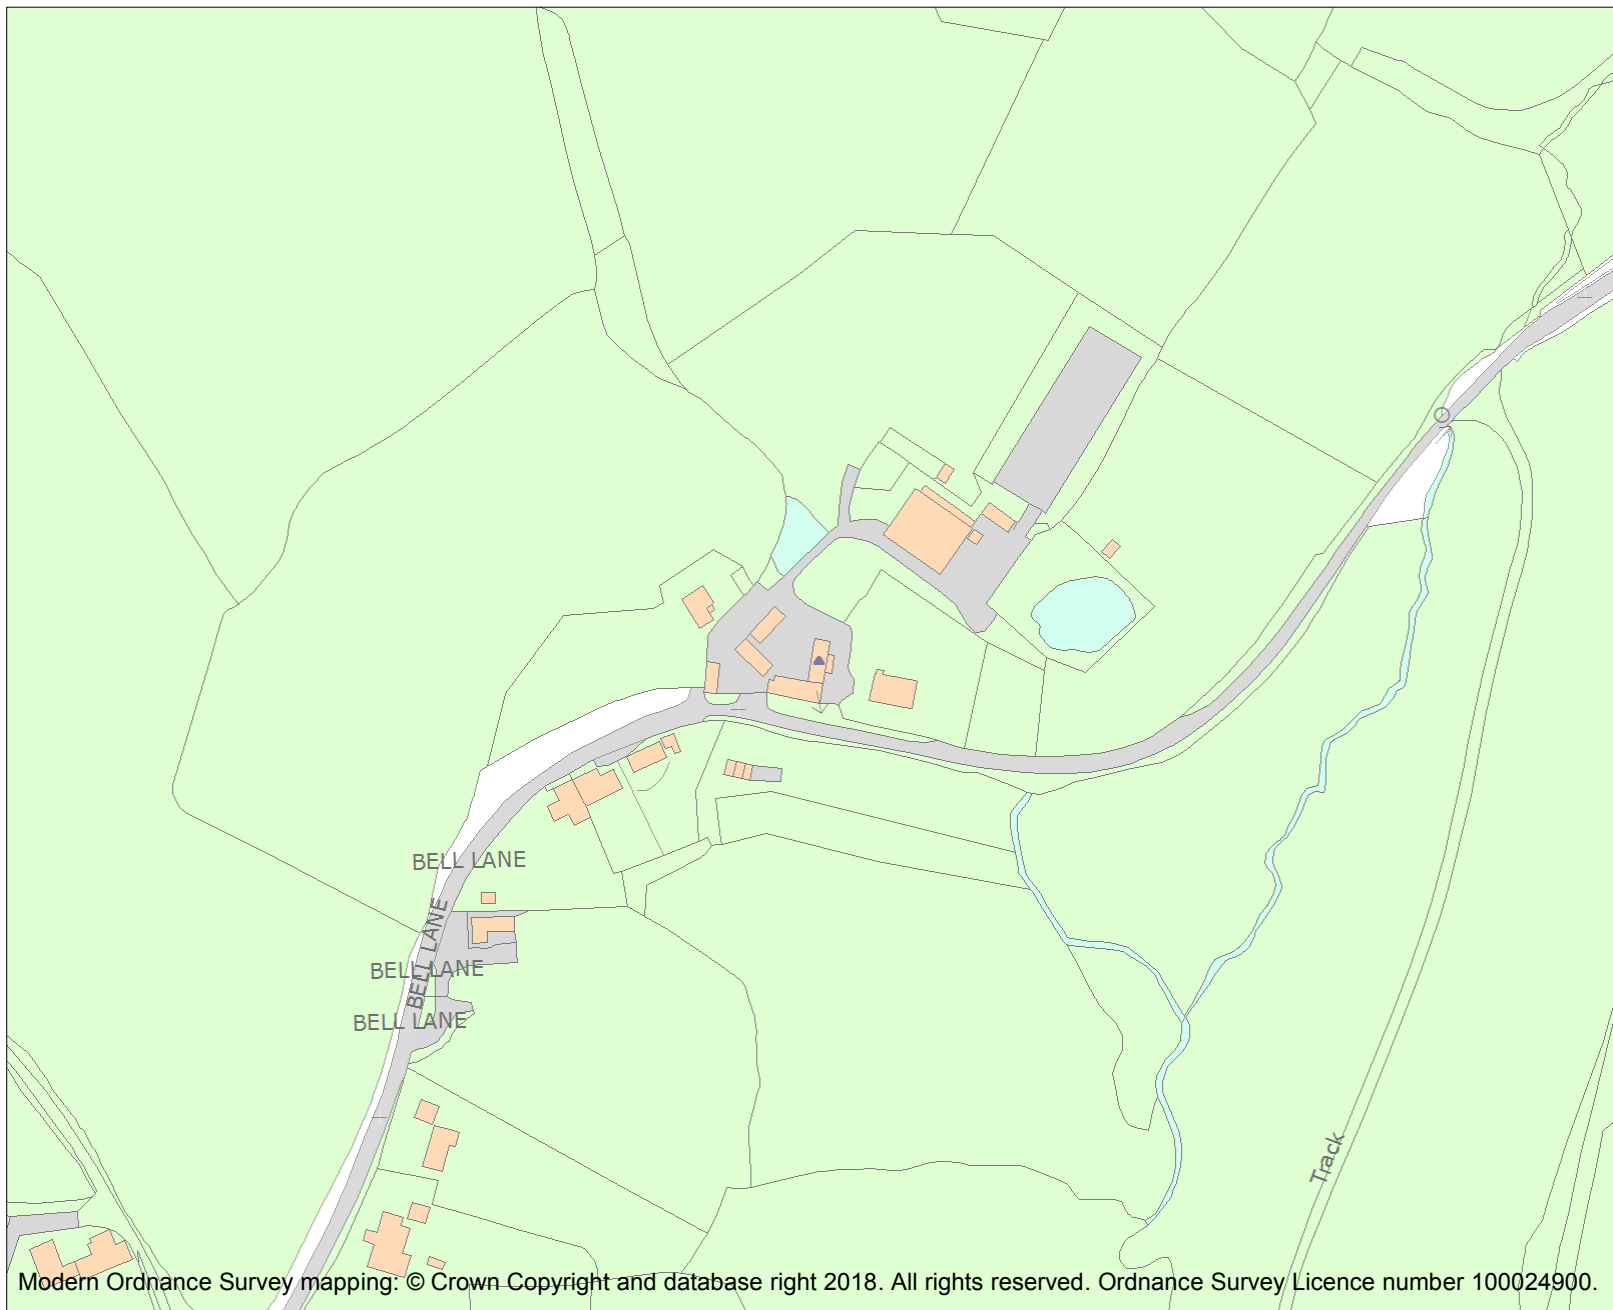 BELL LANE
BELL LANE
BELL LANE
BELL LANE
Track
Modern Ordnance Survey mapping: © Crown Copyright and database right 2018. All rights reserved. Ordnance Survey Licence number 100024900.